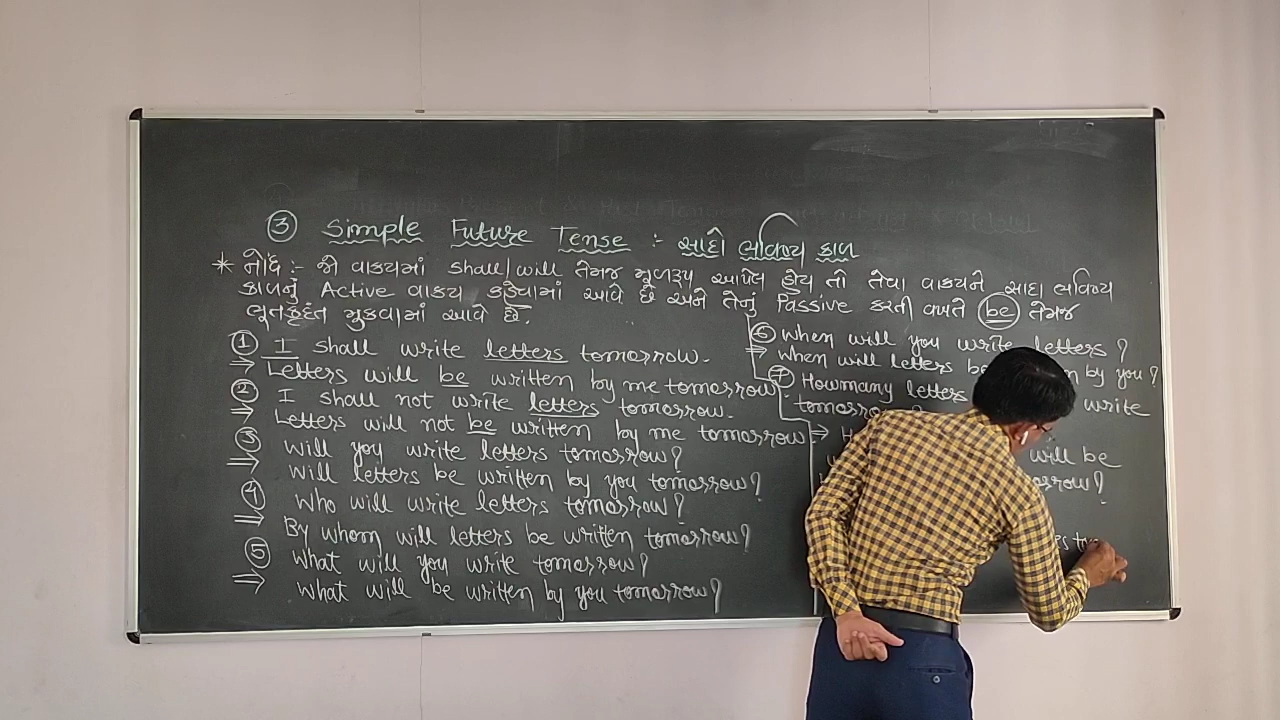 ③ Simple Future Tense :- સાદો ભવિષ્ય કાળ
* નોંધ :- જો વાક્યમાં shall/will તેમજ મૂળરૂપ આપેલ હોય તો તેવા વાક્યને સાદા ભવિષ્ય
કાળનું Active વાક્ય કહેવામાં આવે છે અને તેનું Passive કરતી વખતે be તેમજ
ભૂતકૃદંત મુકવામાં આવે છે.
① I shall write letters tomorrow.
⇒ Letters will be written by me tomorrow.
② I shall not write letters tomorrow.
⇒ Letters will not be written by me tomorrow.
③ Will you write letters tomorrow?
⇒ Will letters be written by you tomorrow?
④ Who will write letters tomorrow?
⇒ By whom will letters be written tomorrow?
⑤ What will you write tomorrow?
⇒ What will be written by you tomorrow?
⑥ When will you write letters?
⇒ When will letters be by you?
⑦ Howmany letters write
tomorrow?
⇒ will be